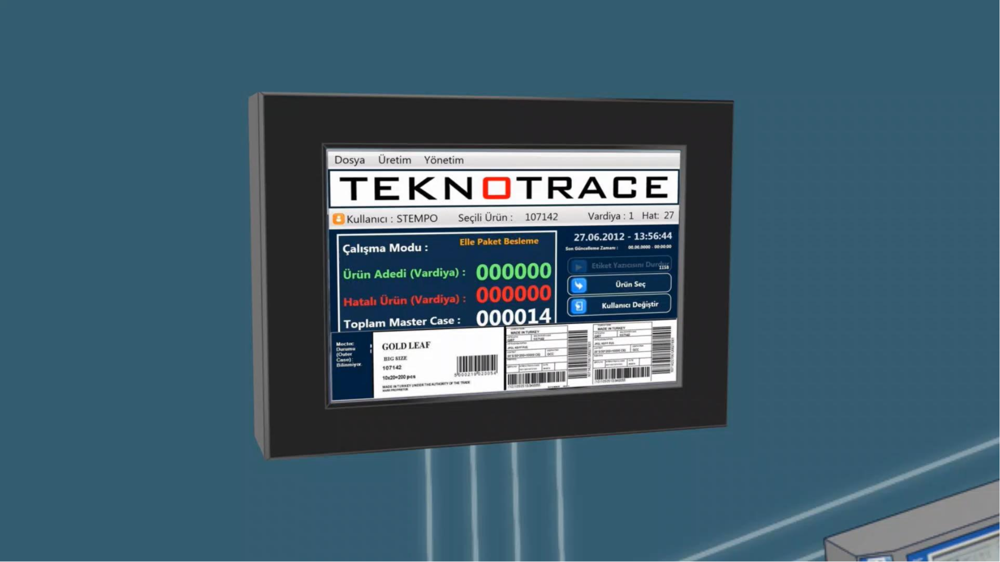 Dosya Üretim Yönetim
TEKNOTRACE
Kullanıcı : STEMPO Seçili Ürün : 107142 Vardiya : 1 Hat: 27
Çalışma Modu : Elle Paket Besleme
Ürün Adedi (Vardiya) : 000000
Hatalı Ürün (Vardiya) : 000000
Toplam Master Case : 000014
27.06.2012 - 13:56:44
Son Güncelleme Zamanı : 00.00.0000 - 00:00:00
Etiket Yazıcısını Durdur
1158
Ürün Seç
Kullanıcı Değiştir
Durumu
(Outer
Case):
Bilinmiyor.
GOLD LEAF
BIG SIZE
107142
10x20=200 pcs
MADE IN TURKEY UNDER THE AUTHORITY OF THE TRADE
MARK PROPRIETOR
5000219020054
MADE IN TURKEY
107142
GCC
MADE IN TURKEY
107142
GCC